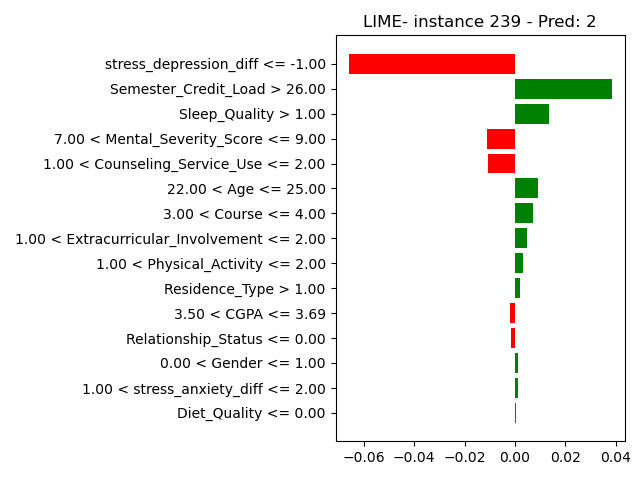 LIME- instance 239 - Pred: 2
stress_depression_diff <= -1.00
Semester_Credit_Load > 26.00
Sleep_Quality > 1.00
7.00 < Mental_Severity_Score <= 9.00
1.00 < Counseling_Service_Use <= 2.00
22.00 < Age <= 25.00
3.00 < Course <= 4.00
1.00 < Extracurricular_Involvement <= 2.00
1.00 < Physical_Activity <= 2.00
Residence_Type > 1.00
3.50 < CGPA <= 3.69
Relationship_Status <= 0.00
0.00 < Gender <= 1.00
1.00 < stress_anxiety_diff <= 2.00
Diet_Quality <= 0.00
−0.06 −0.04 −0.02 0.00 0.02 0.04